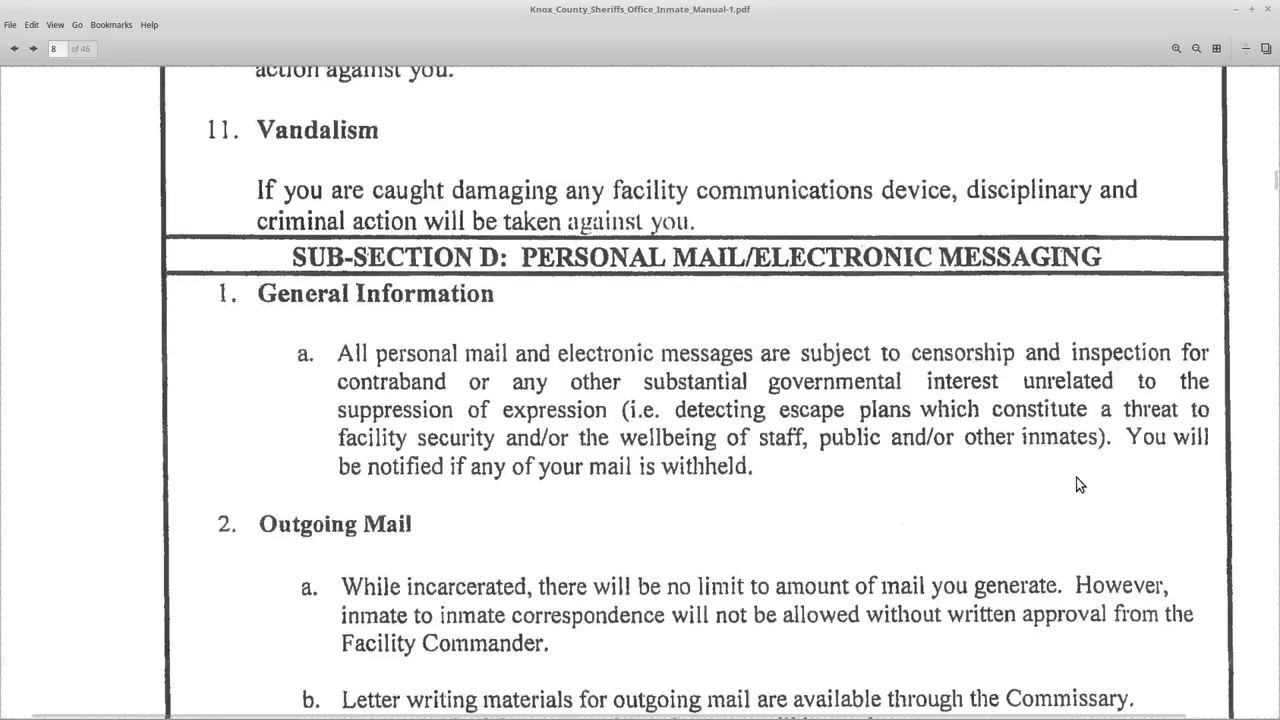 Knox_County_Sheriffs_Office_Inmate_Manual-1.pdf
File Edit View Go Bookmarks Help
8 of 46
action against you.
11. Vandalism
If you are caught damaging any facility communications device, disciplinary and
criminal action will be taken against you.
SUB-SECTION D: PERSONAL MAIL/ELECTRONIC MESSAGING
1. General Information
a. All personal mail and electronic messages are subject to censorship and inspection for
contraband or any other substantial governmental interest unrelated to the
suppression of expression (i.e. detecting escape plans which constitute a threat to
facility security and/or the wellbeing of staff, public and/or other inmates). You will
be notified if any of your mail is withheld.
2. Outgoing Mail
a. While incarcerated, there will be no limit to amount of mail you generate. However,
inmate to inmate correspondence will not be allowed without written approval from the
Facility Commander.
b. Letter writing materials for outgoing mail are available through the Commissary.